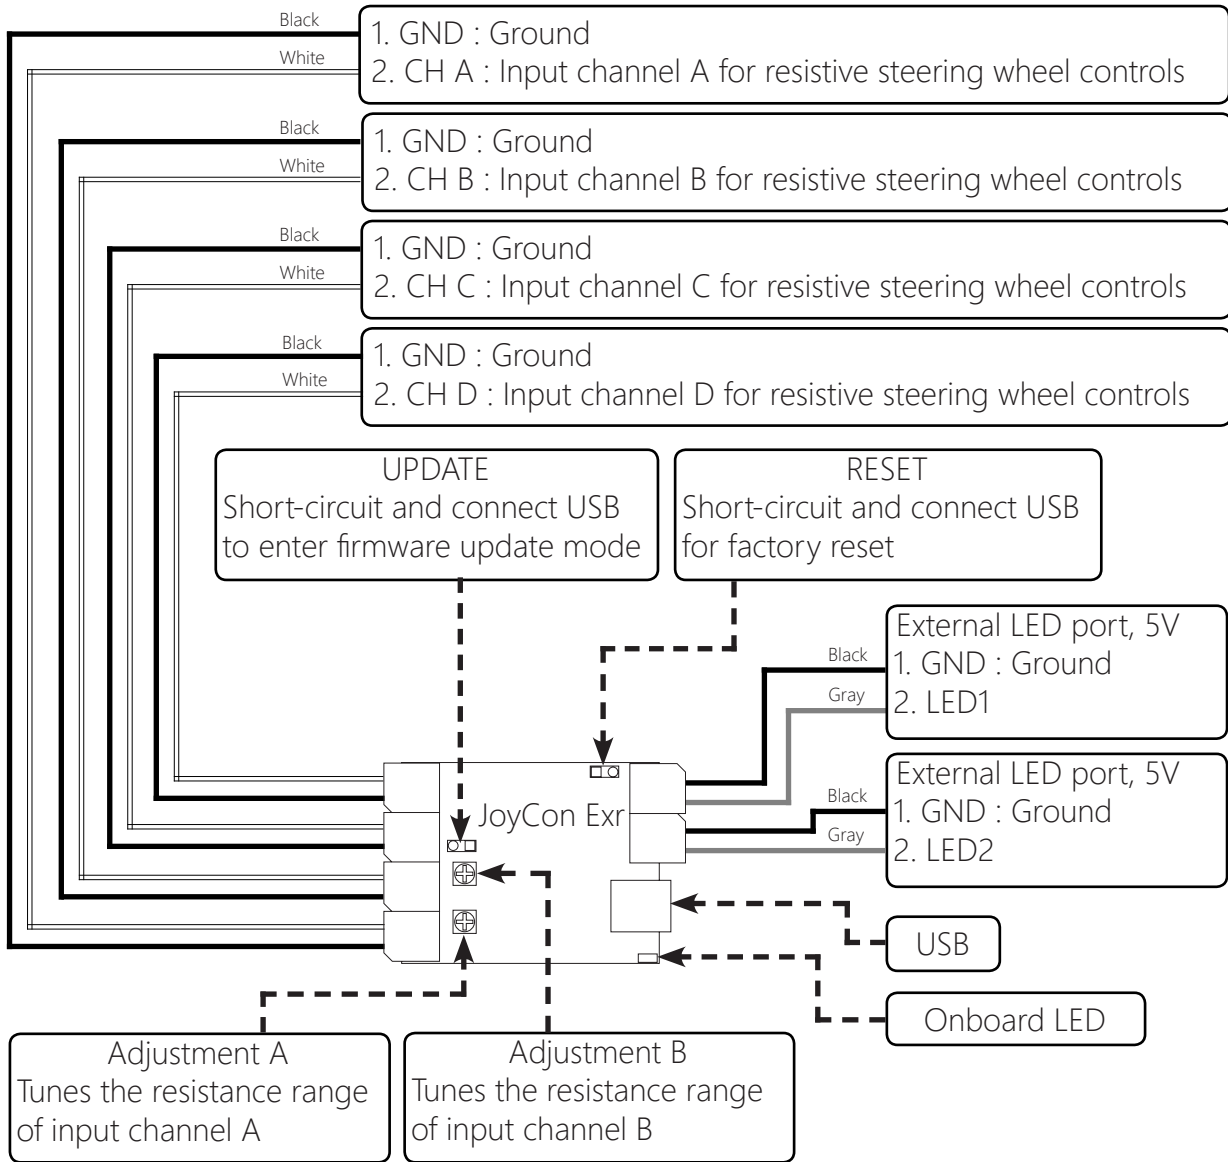 Black
1. GND : Ground
White
2. CH A : Input channel A for resistive steering wheel controls
Black
1. GND : Ground
White
2. CH B : Input channel B for resistive steering wheel controls
Black
1. GND : Ground
White
2. CH C : Input channel C for resistive steering wheel controls
Black
1. GND : Ground
White
2. CH D : Input channel D for resistive steering wheel controls
UPDATE
Short-circuit and connect USB
to enter firmware update mode
RESET
Short-circuit and connect USB
for factory reset
External LED port, 5V
Black
1. GND : Ground
Gray
2. LED1
External LED port, 5V
Black
1. GND : Ground
Gray
2. LED2
JoyCon Exr
USB
Onboard LED
Adjustment A
Tunes the resistance range
of input channel A
Adjustment B
Tunes the resistance range
of input channel B